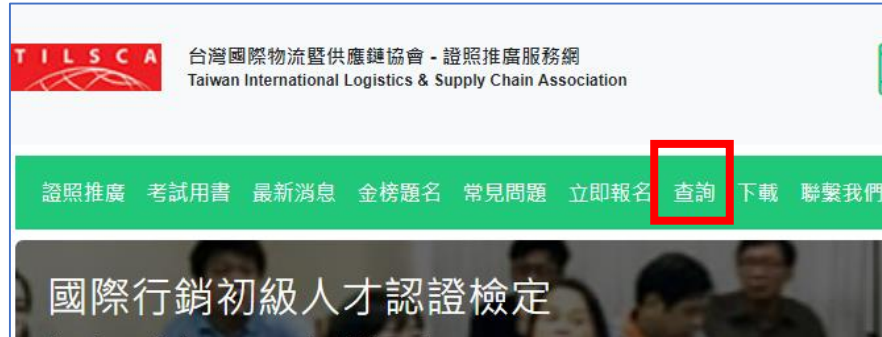 TILSCA
台灣國際物流暨供應鏈協會 - 證照推廣服務網
Taiwan International Logistics & Supply Chain Association
證照推廣 考試用書 最新消息 金榜題名 常見問題 立即報名 查詢 下載 聯繫我們
國際行銷初級人才認證檢定